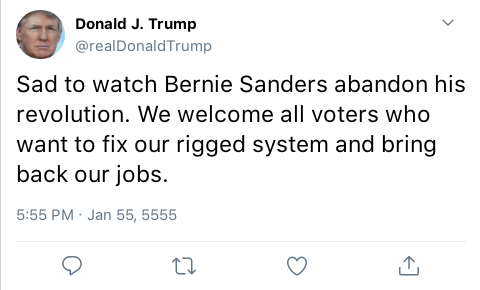 Donald J. Trump
@realDonaldTrump
Sad to watch Bernie Sanders abandon his
revolution. We welcome all voters who
want to fix our rigged system and bring
back our jobs.
5:55 PM · Jan 55, 5555